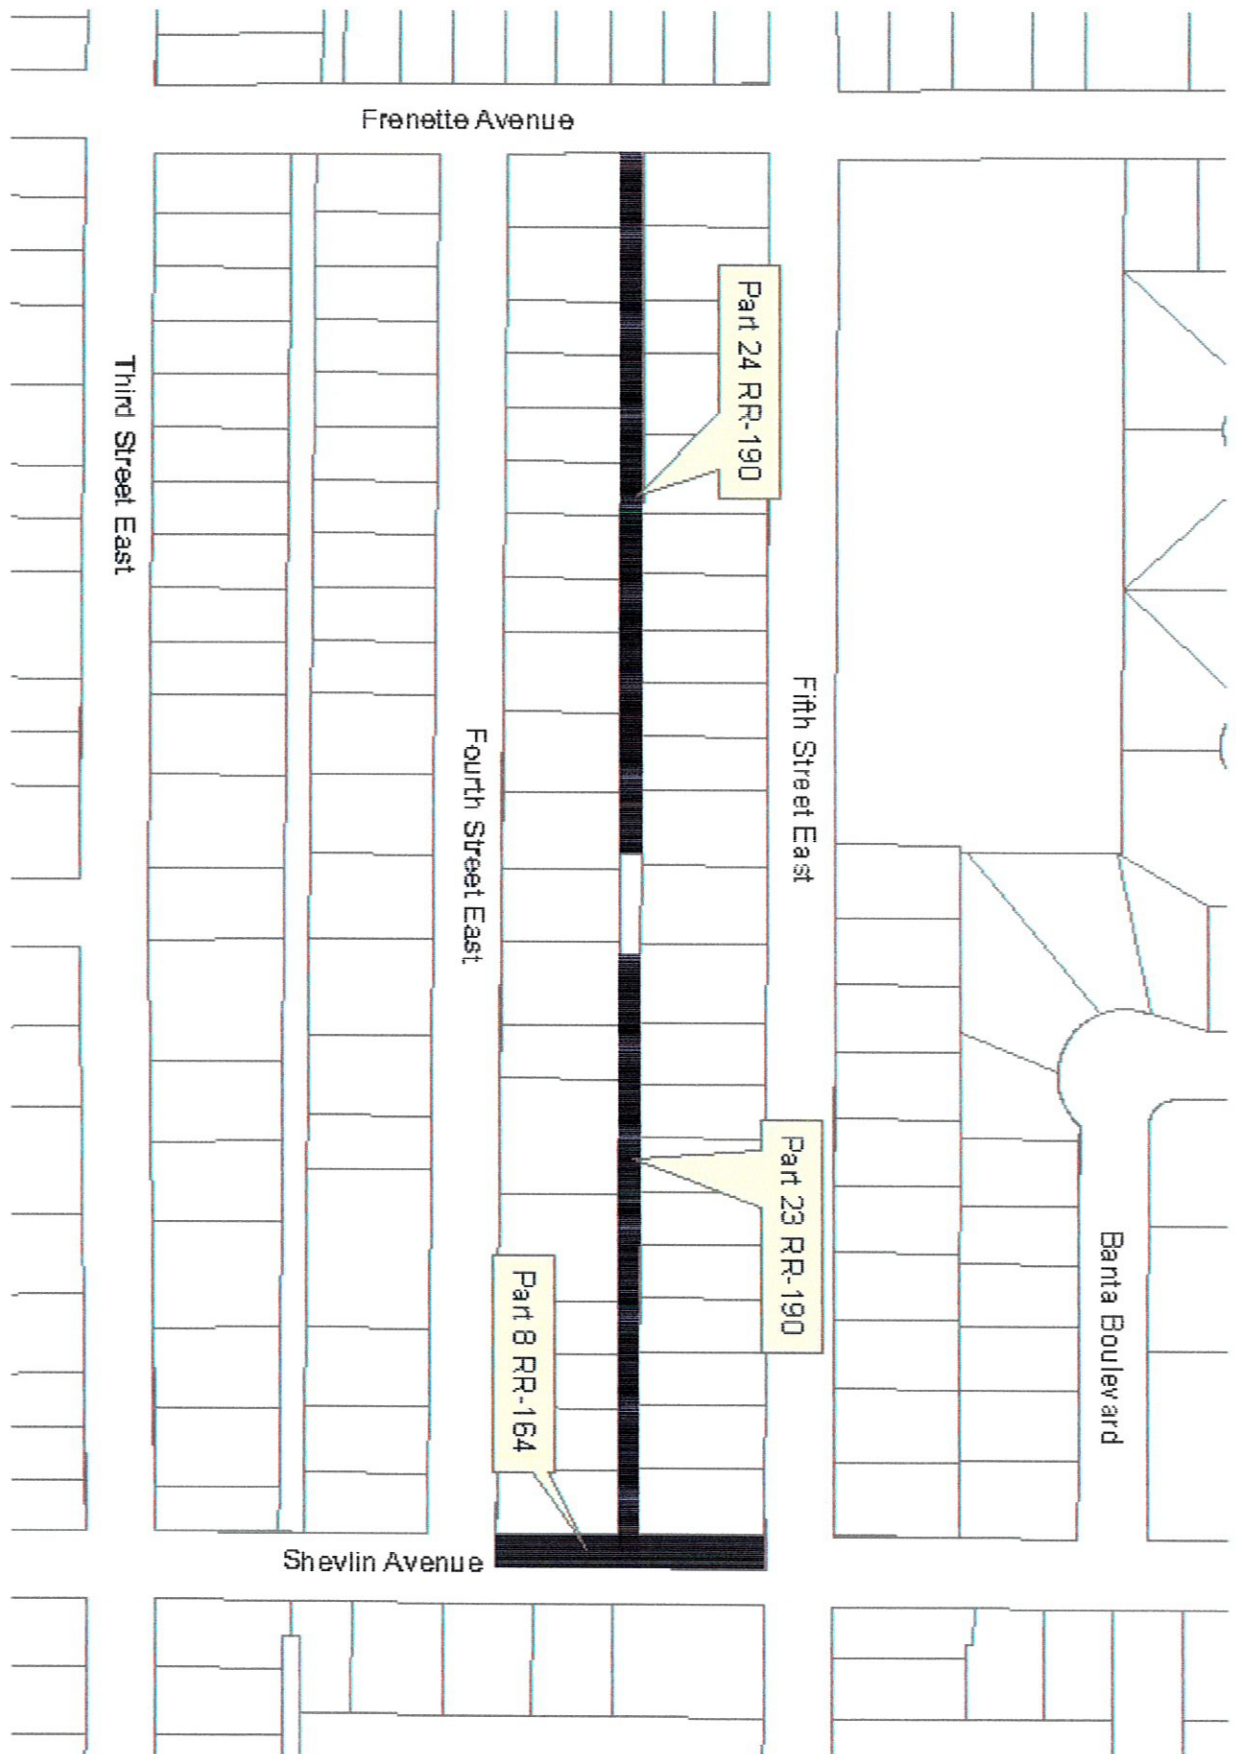 Frenette Avenue
Part 24 RR-190
Third Street East
Fifth Street East
Fourth Street East
Part 23 RR-190
Banta Boulevard
Part 8 RR-164
Shevlin Avenue